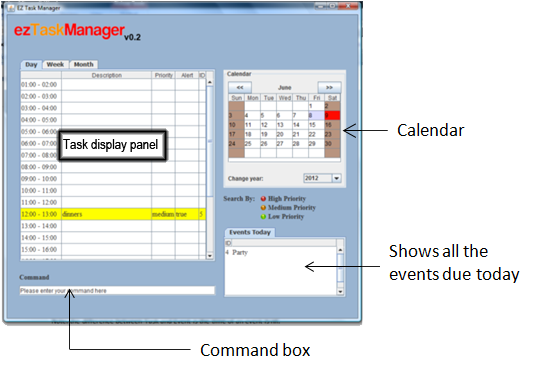 EZ Task Manager
ezTaskManager v0.2
Day Week Month
Description Priority Alert ID
01:00 - 02:00
02:00 - 03:00
03:00 - 04:00
04:00 - 05:00
05:00 - 06:00
06:00 - 07:00
07:00 - 08:00
08:00 - 09:00
09:00 - 10:00
10:00 - 11:00
11:00 - 12:00
12:00 - 13:00 dinners medium true 5
13:00 - 14:00
14:00 - 15:00
15:00 - 16:00
Task display panel
Command
Please enter your command here
Calendar
<< June >>
Sun Mon Tue Wed Thu Fri Sat
1 2
3 4 5 6 7 8
10 11 12 13 14 15 16
17 18 19 20 21 22 23
24 25 26 27 28 29 30
Change year: 2012
Search By: High Priority
Medium Priority
Low Priority
Events Today
ID
4 Party
Calendar
Shows all the
events due today
Command box